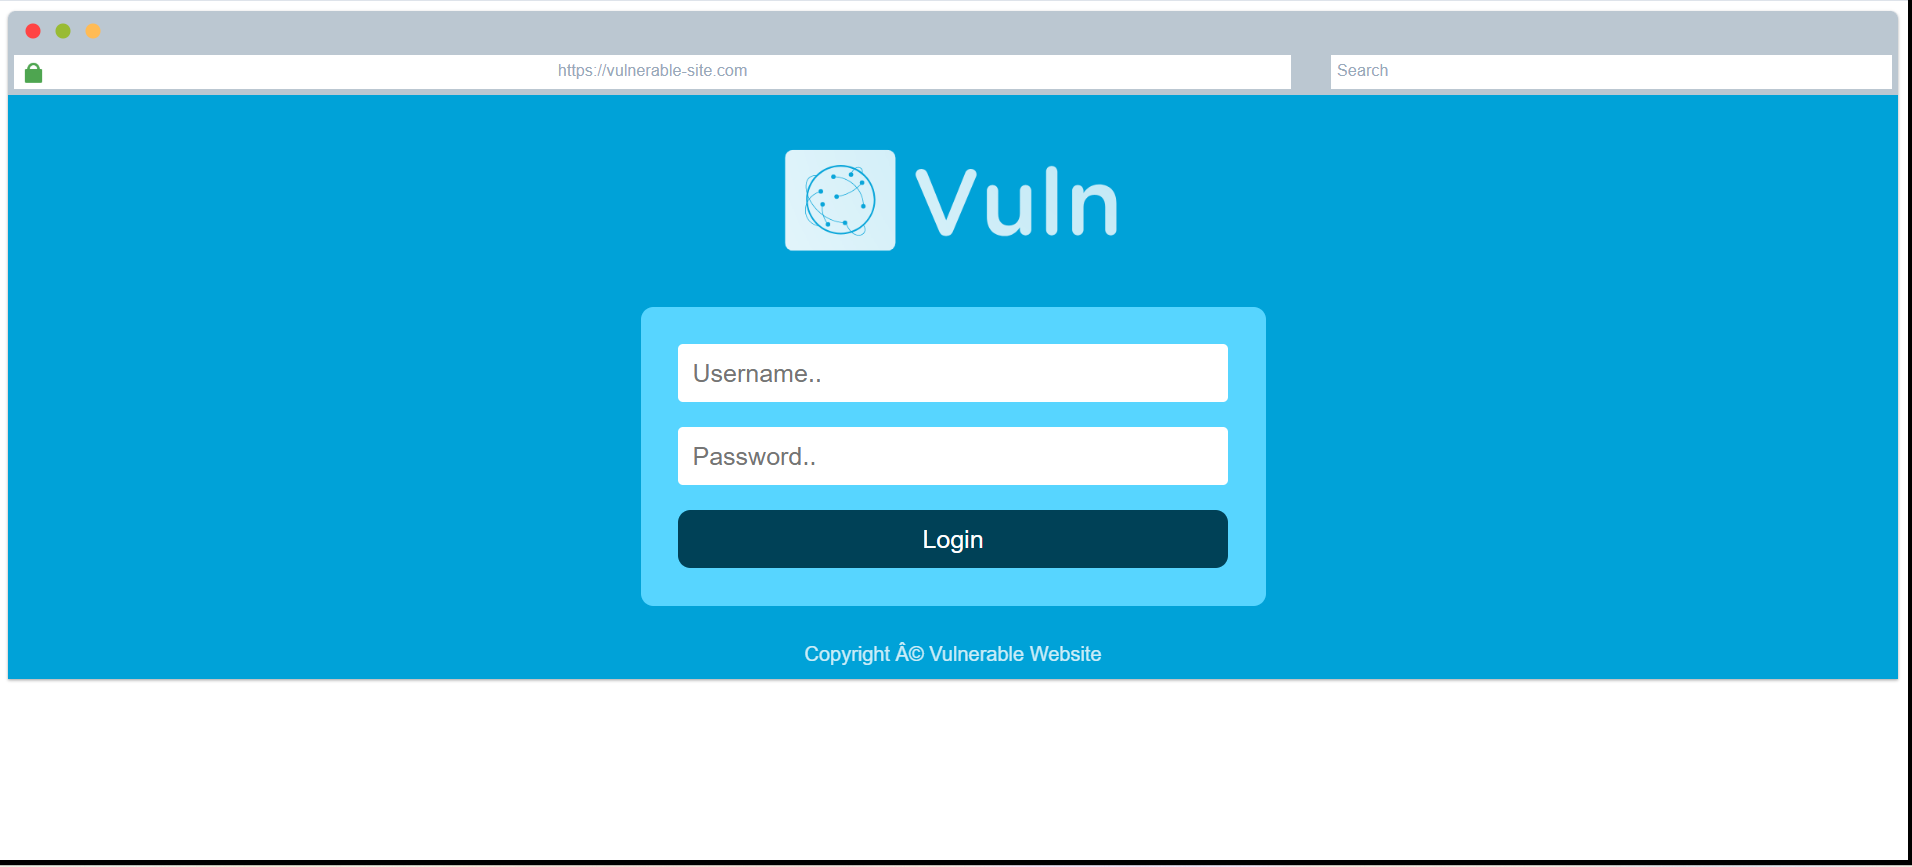 https://vulnerable-site.com
Search
Vuln
Username..
Password..
Login
Copyright Â© Vulnerable Website